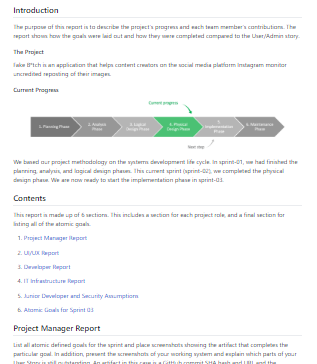 Introduction
The purpose of this report is to describe the project's progress and each team member's contributions. The
report shows how the goals were laid out and how they were completed compared to the User/Admin story.
The Project
Fake B*tch is an application that helps content creators on the social media platform Instagram monitor
uncredited reposting of their images.
Current Progress
Current progress
1. Planning Phase
2. Analysis Phase
3. Logical Design Phase
4. Physical Design Phase
5. Implementation Phase
6. Maintenance Phase
Next step
We based our project methodology on the systems development life cycle. In sprint-01, we had finished the
planning, analysis, and logical design phases. This current sprint (sprint-02), we completed the physical
design phase. We are now ready to start the implementation phase in sprint-03.
Contents
This report is made up of 6 sections. This includes a section for each project role, and a final section for
listing all of the atomic goals.
1. Project Manager Report
2. UI/UX Report
3. Developer Report
4. IT Infrastructure Report
5. Junior Developer and Security Assumptions
6. Atomic Goals for Sprint 03
Project Manager Report
List all atomic defined goals for the sprint and place screenshots showing the artifact that completes the
particular goal. In addition, present the screenshots of your working system and explain which parts of your
User Story is still outstanding. An artifact in this case is a GitHub commit SHA hash and URL and the